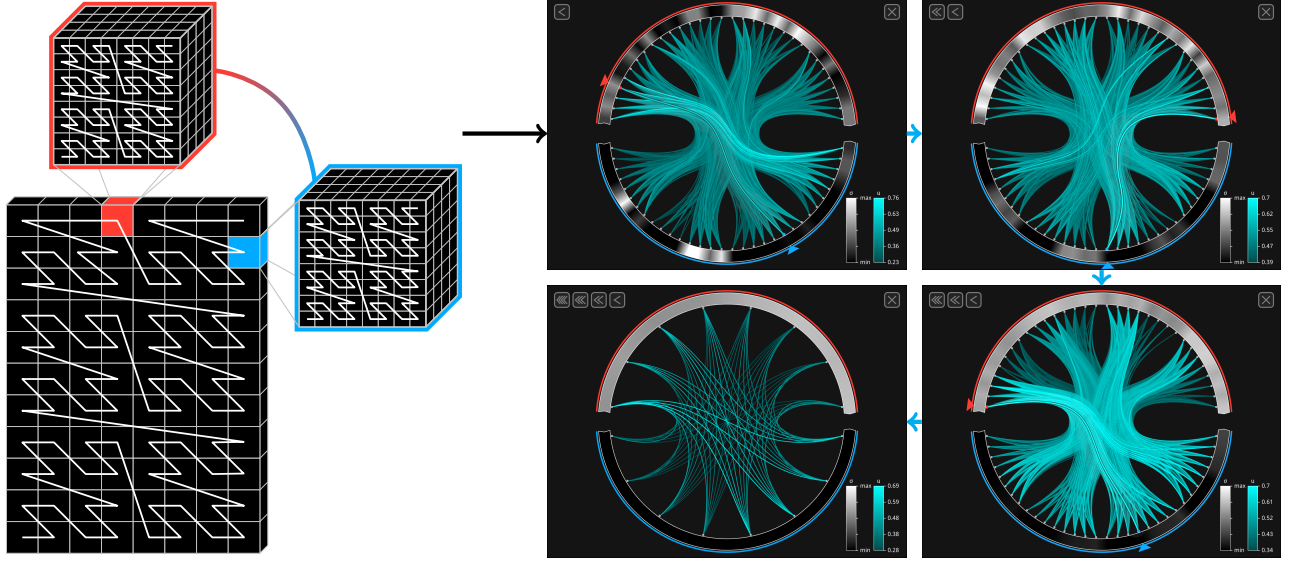 σ u
max 0.76
0.63
0.49
0.36
min 0.23
σ u
max 0.7
0.62
0.55
0.47
min 0.39
σ u
max 0.69
0.59
0.48
0.38
min 0.28
σ u
max 0.7
0.61
0.52
0.43
min 0.34